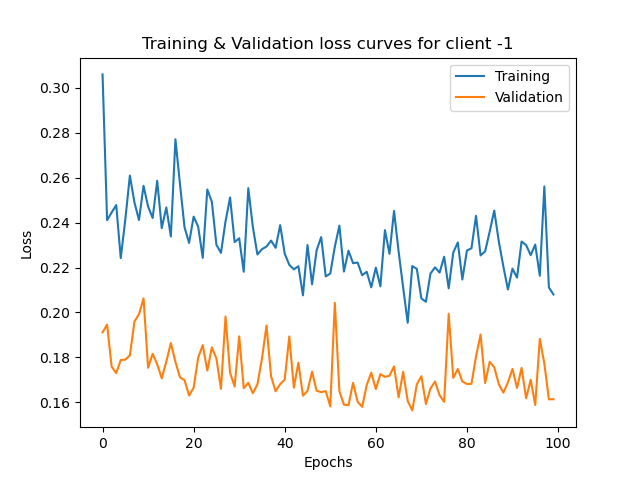 Training & Validation loss curves for client -1
Training
Validation
0.30
0.28
0.26
0.24
0.22
0.20
0.18
0.16
Loss
0 20 40 60 80 100
Epochs